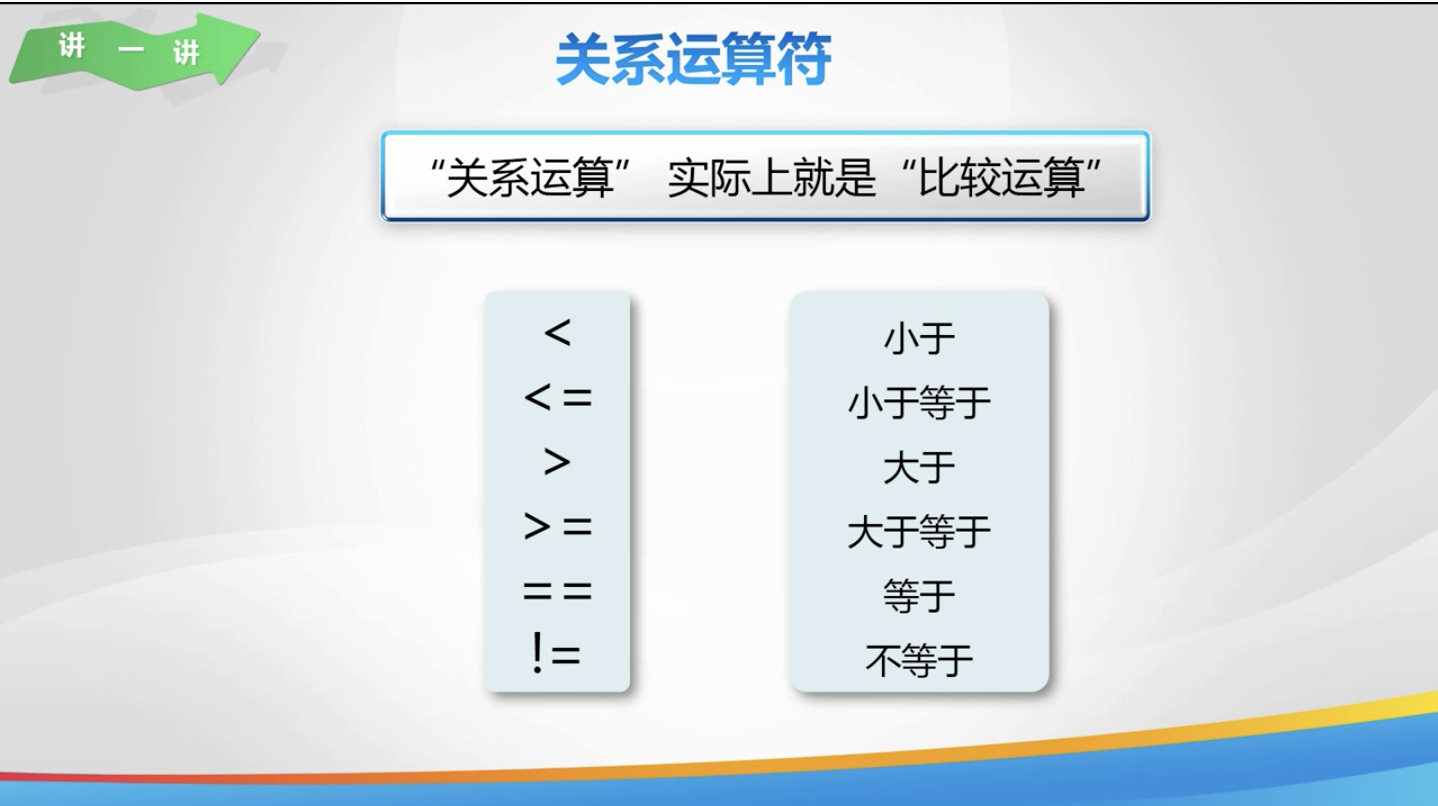 讲一讲
关系运算符
“关系运算” 实际上就是“比较运算”
< 小于
<= 小于等于
> 大于
>= 大于等于
== 等于
!= 不等于